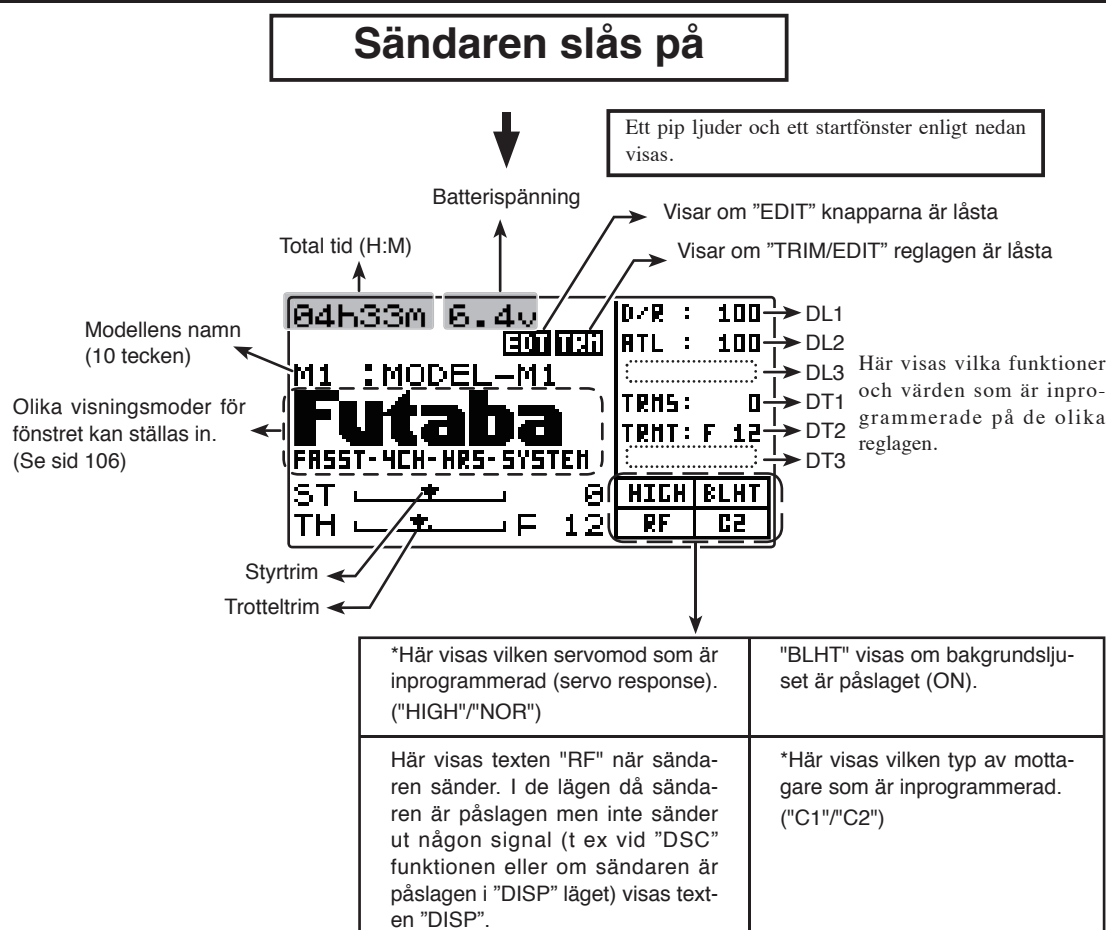 Sändaren slås på
Ett pip ljuder och ett startfönster enligt nedan
visas.
Batterispänning
Visar om ”EDIT” knapparna är låsta
Total tid (H:M)
Visar om ”TRIM/EDIT” reglagen är låsta
Modellens namn
(10 tecken)
Olika visningsmoder för
fönstret kan ställas in.
(Se sid 106)
04h33m 6.4v
EDT TRM
M1 :MODEL-M1
Futaba
FASST-4CH-HRS-SYSTEM
ST 0
TH F 12
D/R : 100
ATL : 100
TRMS: 0
TRMT: F 12
HIGH BLHT
RF C2
DL1
DL2
DL3
DT1
DT2
DT3
Här visas vilka funktioner
och värden som är inpro-
grammerade på de olika
reglagen.
Styrtrim
Trotteltrim
*Här visas vilken servomod som är
inprogrammerad (servo response).
("HIGH"/"NOR")
"BLHT" visas om bakgrundslju-
set är påslaget (ON).
Här visas texten "RF" när sända-
ren sänder. I de lägen då sända-
ren är påslagen men inte sänder
ut någon signal (t ex vid ”DSC”
funktionen eller om sändaren är
påslagen i ”DISP” läget) visas text-
en ”DISP”.
*Här visas vilken typ av motta-
gare som är inprogrammerad.
("C1"/"C2")